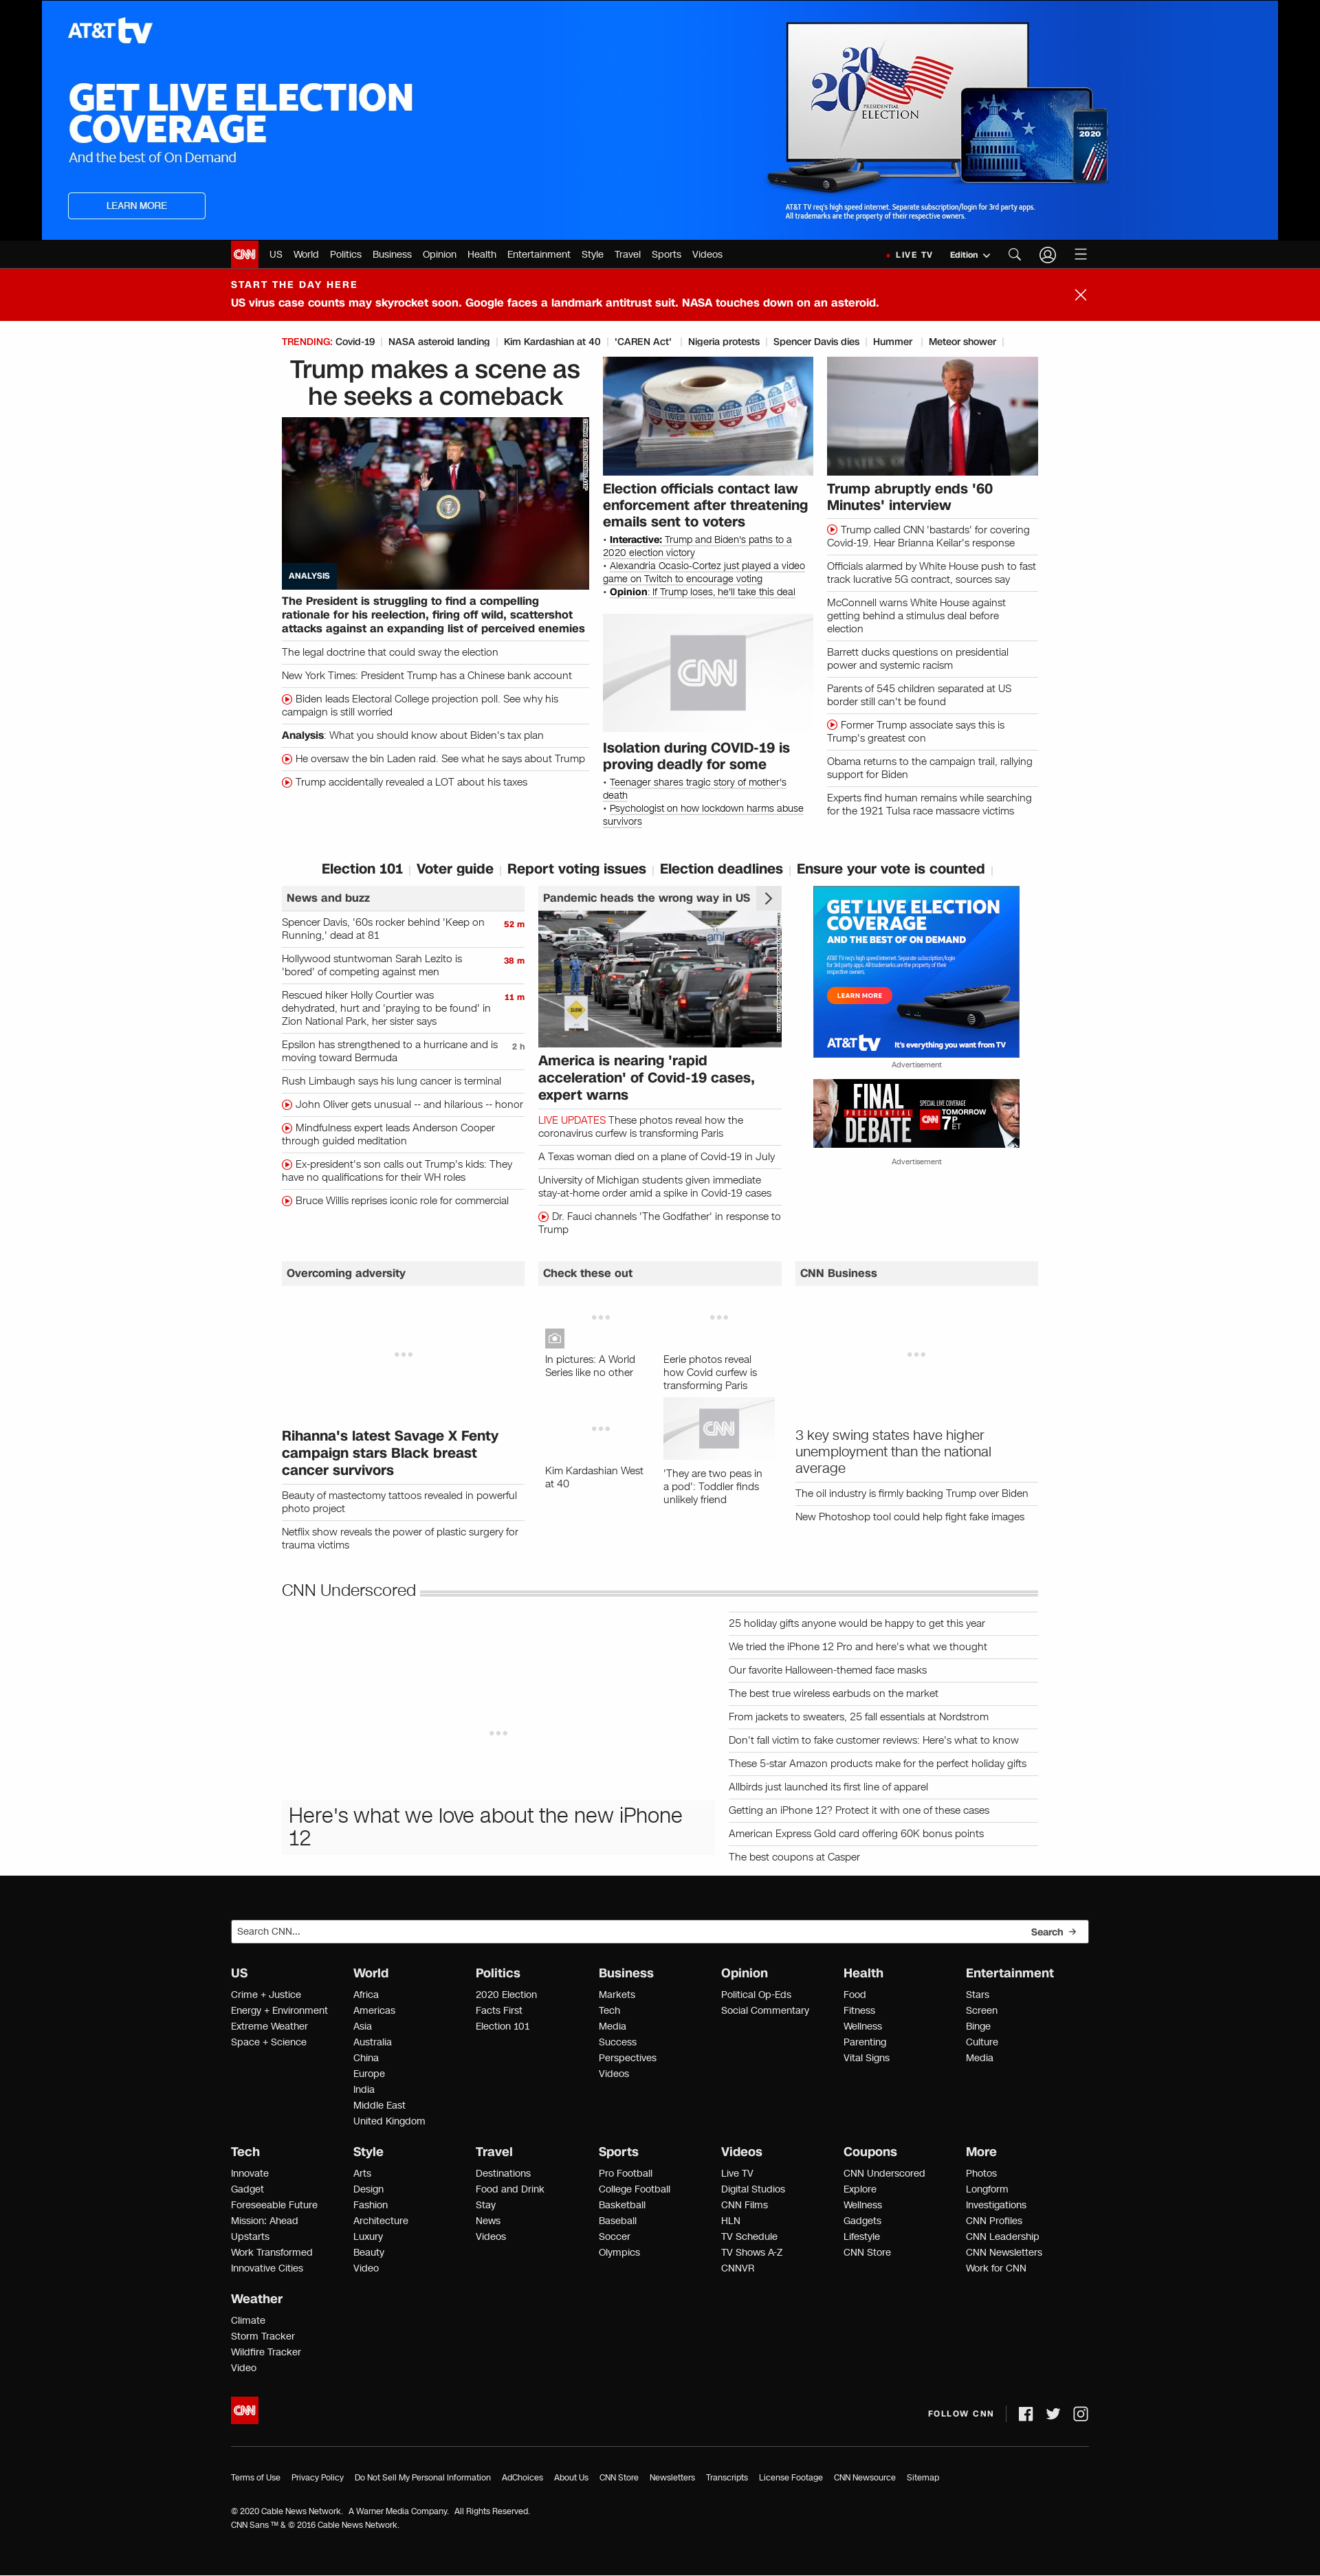 AT&T tv
GET LIVE ELECTION
COVERAGE
And the best of On Demand
LEARN MORE
2020
PRESIDENTIAL
ELECTION
2020
AT&T TV req's high speed internet. Separate subscription/login for 3rd party apps.
All trademarks are the property of their respective owners.
CNN US World Politics Business Opinion Health Entertainment Style Travel Sports Videos LIVE TV Edition
START THE DAY HERE
US virus case counts may skyrocket soon. Google faces a landmark antitrust suit. NASA touches down on an asteroid.
TRENDING: Covid-19 | NASA asteroid landing | Kim Kardashian at 40 | 'CAREN Act' | Nigeria protests | Spencer Davis dies | Hummer | Meteor shower |
Trump makes a scene as
he seeks a comeback
ANALYSIS
The President is struggling to find a compelling
rationale for his reelection, firing off wild, scattershot
attacks against an expanding list of perceived enemies
The legal doctrine that could sway the election
New York Times: President Trump has a Chinese bank account
Biden leads Electoral College projection poll. See why his
campaign is still worried
Analysis: What you should know about Biden's tax plan
He oversaw the bin Laden raid. See what he says about Trump
Trump accidentally revealed a LOT about his taxes
Election officials contact law
enforcement after threatening
emails sent to voters
• Interactive: Trump and Biden's paths to a
2020 election victory
• Alexandria Ocasio-Cortez just played a video
game on Twitch to encourage voting
• Opinion: If Trump loses, he'll take this deal
CNN
Isolation during COVID-19 is
proving deadly for some
• Teenager shares tragic story of mother's
death
• Psychologist on how lockdown harms abuse
survivors
Trump abruptly ends '60
Minutes' interview
Trump called CNN 'bastards' for covering
Covid-19. Hear Brianna Keilar's response
Officials alarmed by White House push to fast
track lucrative 5G contract, sources say
McConnell warns White House against
getting behind a stimulus deal before
election
Barrett ducks questions on presidential
power and systemic racism
Parents of 545 children separated at US
border still can't be found
Former Trump associate says this is
Trump's greatest con
Obama returns to the campaign trail, rallying
support for Biden
Experts find human remains while searching
for the 1921 Tulsa race massacre victims
Election 101 | Voter guide | Report voting issues | Election deadlines | Ensure your vote is counted |
News and buzz
Spencer Davis, '60s rocker behind 'Keep on
Running,' dead at 81
52 m
Hollywood stuntwoman Sarah Lezito is
'bored' of competing against men
38 m
Rescued hiker Holly Courtier was
dehydrated, hurt and 'praying to be found' in
Zion National Park, her sister says
11 m
Epsilon has strengthened to a hurricane and is
moving toward Bermuda
2 h
Rush Limbaugh says his lung cancer is terminal
John Oliver gets unusual -- and hilarious -- honor
Mindfulness expert leads Anderson Cooper
through guided meditation
Ex-president's son calls out Trump's kids: They
have no qualifications for their WH roles
Bruce Willis reprises iconic role for commercial
Pandemic heads the wrong way in US
America is nearing 'rapid
acceleration' of Covid-19 cases,
expert warns
LIVE UPDATES These photos reveal how the
coronavirus curfew is transforming Paris
A Texas woman died on a plane of Covid-19 in July
University of Michigan students given immediate
stay-at-home order amid a spike in Covid-19 cases
Dr. Fauci channels 'The Godfather' in response to
Trump
GET LIVE ELECTION
COVERAGE
AND THE BEST OF ON DEMAND
AT&T TV req's high speed internet. Separate subscription/login
for 3rd party apps. All trademarks are the property of their
respective owners.
LEARN MORE
AT&T tv
It's everything you want from TV
Advertisement
FINAL
PRESIDENTIAL
DEBATE
SPECIAL LIVE COVERAGE
CNN TOMORROW
7P ET
Advertisement
Overcoming adversity
Rihanna's latest Savage X Fenty
campaign stars Black breast
cancer survivors
Beauty of mastectomy tattoos revealed in powerful
photo project
Netflix show reveals the power of plastic surgery for
trauma victims
Check these out
In pictures: A World
Series like no other
Eerie photos reveal
how Covid curfew is
transforming Paris
Kim Kardashian West
at 40
CNN
'They are two peas in
a pod': Toddler finds
unlikely friend
CNN Business
3 key swing states have higher
unemployment than the national
average
The oil industry is firmly backing Trump over Biden
New Photoshop tool could help fight fake images
CNN Underscored
Here's what we love about the new iPhone
12
25 holiday gifts anyone would be happy to get this year
We tried the iPhone 12 Pro and here's what we thought
Our favorite Halloween-themed face masks
The best true wireless earbuds on the market
From jackets to sweaters, 25 fall essentials at Nordstrom
Don't fall victim to fake customer reviews: Here's what to know
These 5-star Amazon products make for the perfect holiday gifts
Allbirds just launched its first line of apparel
Getting an iPhone 12? Protect it with one of these cases
American Express Gold card offering 60K bonus points
The best coupons at Casper
Search CNN...
Search →
US
Crime + Justice
Energy + Environment
Extreme Weather
Space + Science
World
Africa
Americas
Asia
Australia
China
Europe
India
Middle East
United Kingdom
Politics
2020 Election
Facts First
Election 101
Business
Markets
Tech
Media
Success
Perspectives
Videos
Opinion
Political Op-Eds
Social Commentary
Health
Food
Fitness
Wellness
Parenting
Vital Signs
Entertainment
Stars
Screen
Binge
Culture
Media
Tech
Innovate
Gadget
Foreseeable Future
Mission: Ahead
Upstarts
Work Transformed
Innovative Cities
Style
Arts
Design
Fashion
Architecture
Luxury
Beauty
Video
Travel
Destinations
Food and Drink
Stay
News
Videos
Sports
Pro Football
College Football
Basketball
Baseball
Soccer
Olympics
Videos
Live TV
Digital Studios
CNN Films
HLN
TV Schedule
TV Shows A-Z
CNNVR
Coupons
CNN Underscored
Explore
Wellness
Gadgets
Lifestyle
CNN Store
More
Photos
Longform
Investigations
CNN Profiles
CNN Leadership
CNN Newsletters
Work for CNN
Weather
Climate
Storm Tracker
Wildfire Tracker
Video
CNN
FOLLOW CNN
Terms of Use Privacy Policy Do Not Sell My Personal Information AdChoices About Us CNN Store Newsletters Transcripts License Footage CNN Newsource Sitemap
© 2020 Cable News Network. A Warner Media Company. All Rights Reserved.
CNN Sans ™ & © 2016 Cable News Network.